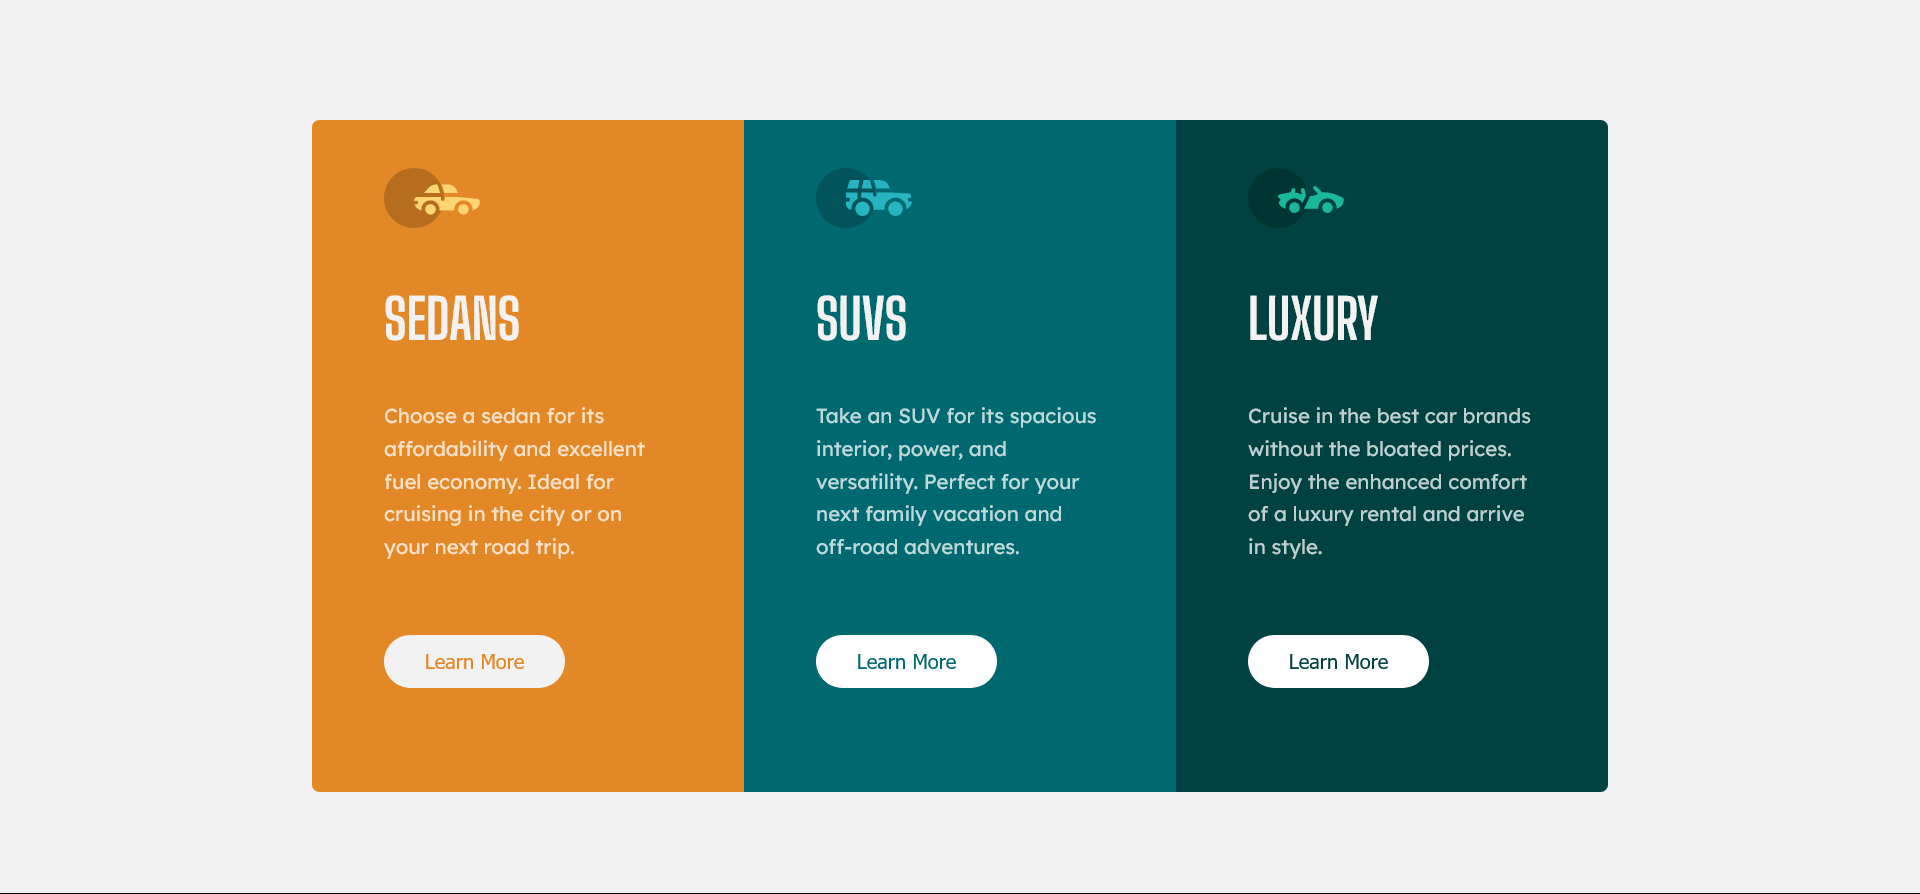 SEDANS
Choose a sedan for its
affordability and excellent
fuel economy. Ideal for
cruising in the city or on
your next road trip.
Learn More
SUVS
Take an SUV for its spacious
interior, power, and
versatility. Perfect for your
next family vacation and
off-road adventures.
Learn More
LUXURY
Cruise in the best car brands
without the bloated prices.
Enjoy the enhanced comfort
of a luxury rental and arrive
in style.
Learn More